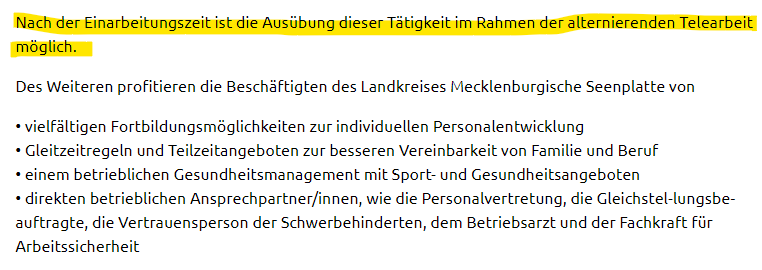 Nach der Einarbeitungszeit ist die Ausübung dieser Tätigkeit im Rahmen der alternierenden Telearbeit
möglich.
Des Weiteren profitieren die Beschäftigten des Landkreises Mecklenburgische Seenplatte von
• vielfältigen Fortbildungsmöglichkeiten zur individuellen Personalentwicklung
• Gleitzeitregeln und Teilzeitangeboten zur besseren Vereinbarkeit von Familie und Beruf
• einem betrieblichen Gesundheitsmanagement mit Sport- und Gesundheitsangeboten
• direkten betrieblichen Ansprechpartner/innen, wie die Personalvertretung, die Gleichstel-lungsbe-
auftragte, die Vertrauensperson der Schwerbehinderten, dem Betriebsarzt und der Fachkraft für
Arbeitssicherheit